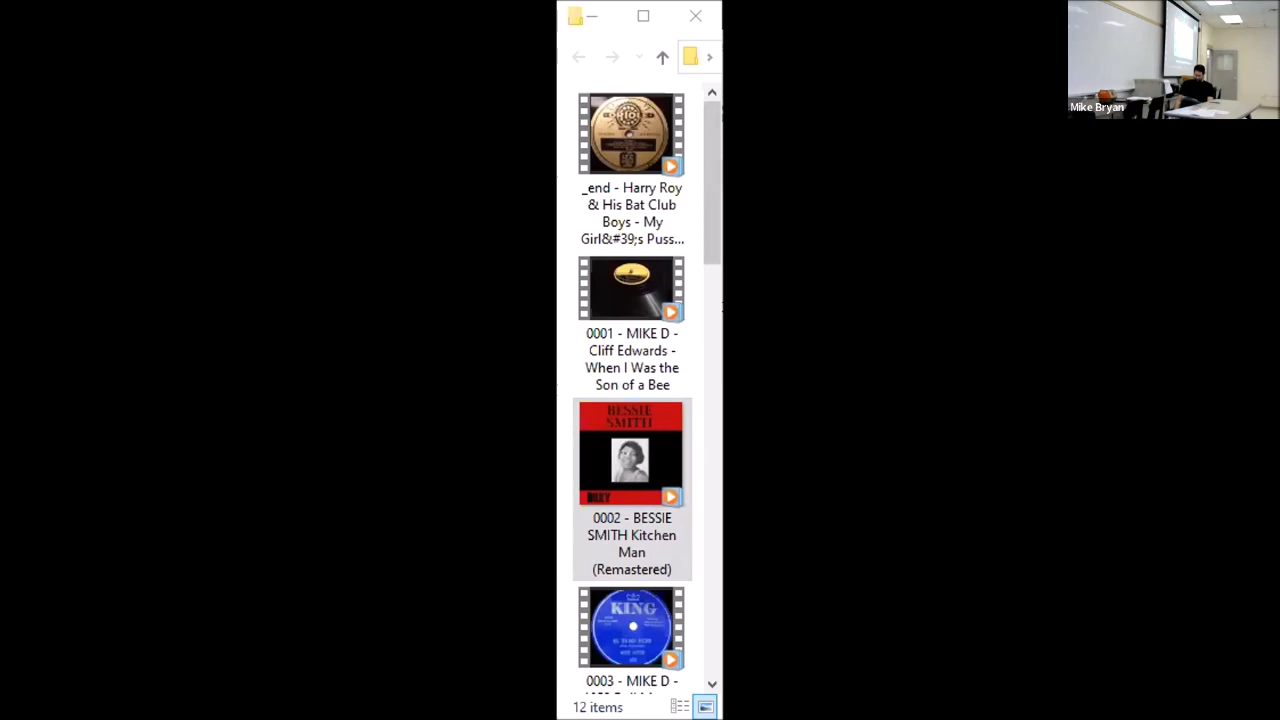 Mike Bryan
_end - Harry Roy
& His Bat Club
Boys - My
Girl&#39;s Puss...
0001 - MIKE D -
Cliff Edwards -
When I Was the
Son of a Bee
BESSIE
SMITH
0002 - BESSIE
SMITH Kitchen
Man
(Remastered)
KING
0003 - MIKE D -
12 items